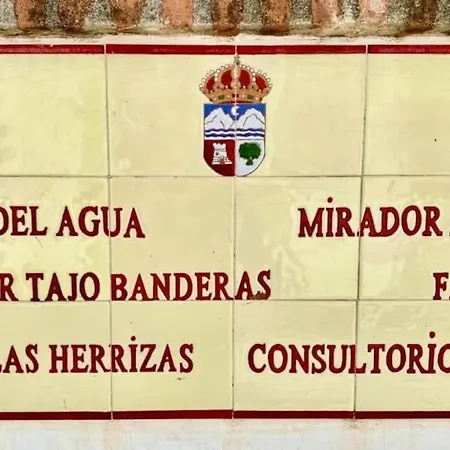 DEL AGUA
MIRADOR
R TAJO BANDERAS
F
LAS HERRIZAS
CONSULTORIO